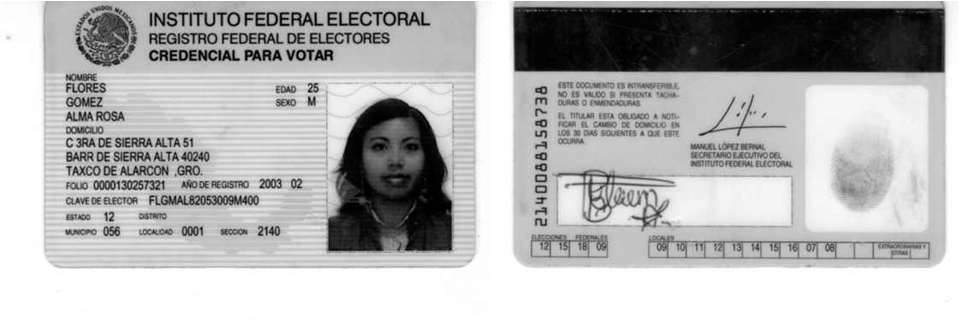 ESTADOS UNIDOS MEXICANOS
INSTITUTO FEDERAL ELECTORAL
REGISTRO FEDERAL DE ELECTORES
CREDENCIAL PARA VOTAR
NOMBRE
FLORES
GOMEZ
ALMA ROSA
EDAD 25
SEXO M
DOMICILIO
C 3RA DE SIERRA ALTA 51
BARR DE SIERRA ALTA 40240
TAXCO DE ALARCON ,GRO.
FOLIO 0000130257321 AÑO DE REGISTRO 2003 02
CLAVE DE ELECTOR FLGMAL82053009M400
ESTADO 12 DISTRITO
MUNICIPIO 056 LOCALIDAD 0001 SECCION 2140
2140088158738
ESTE DOCUMENTO ES INTRANSFERIBLE,
NO ES VALIDO SI PRESENTA TACHA-
DURAS O ENMENDADURAS.
EL TITULAR ESTA OBLIGADO A NOTI-
FICAR EL CAMBIO DE DOMICILIO EN
LOS 30 DIAS SIGUIENTES A QUE ESTE
OCURRA.
MANUEL LÓPEZ BERNAL
SECRETARIO EJECUTIVO DEL
INSTITUTO FEDERAL ELECTORAL
ELECCIONES FEDERALES
12 15 18 09
LOCALES
09 10 11 12 13 14 15 16 07 08
EXTRAORDINARIAS Y
OTRAS